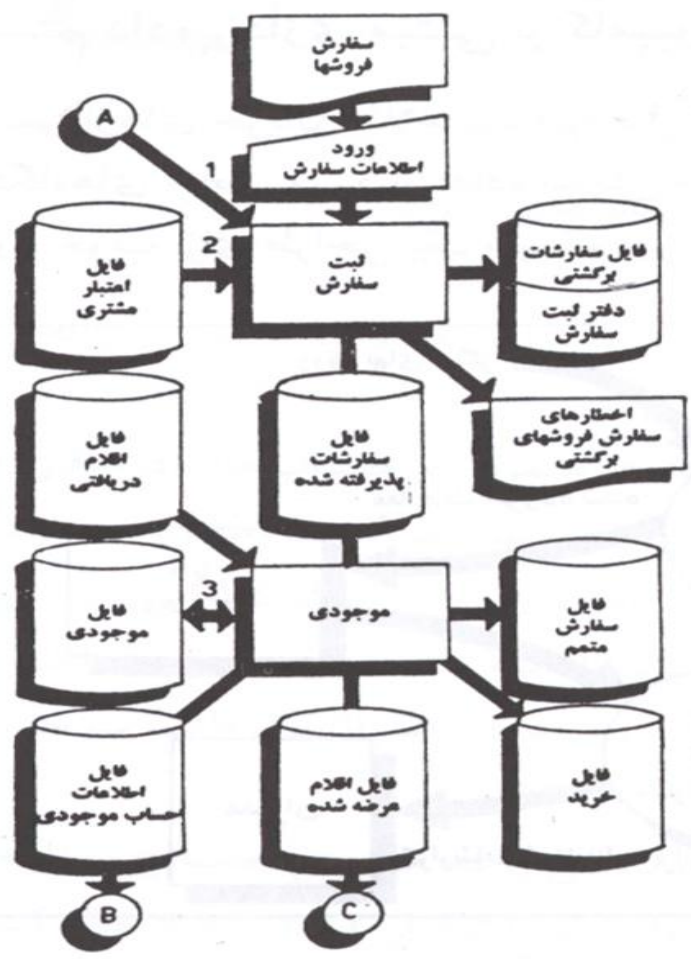 سفارش
فروشها
A
1
ورود
اطلاعات سفارش
2
فایل
اعتبار
مشتری
ثبت
سفارش
فایل سفارشات
برگشتی
دفتر ثبت
سفارش
فایل
اقلام
دریافتی
فایل
سفارشات
پذیرفته شده
اخطارهای
سفارش فروشهای
برگشتی
3
فایل
موجودی
موجودی
فایل
سفارش
متمم
فایل
اطلاعات
حساب موجودی
فایل اقلام
عرضه شده
فایل
خرید
B
C